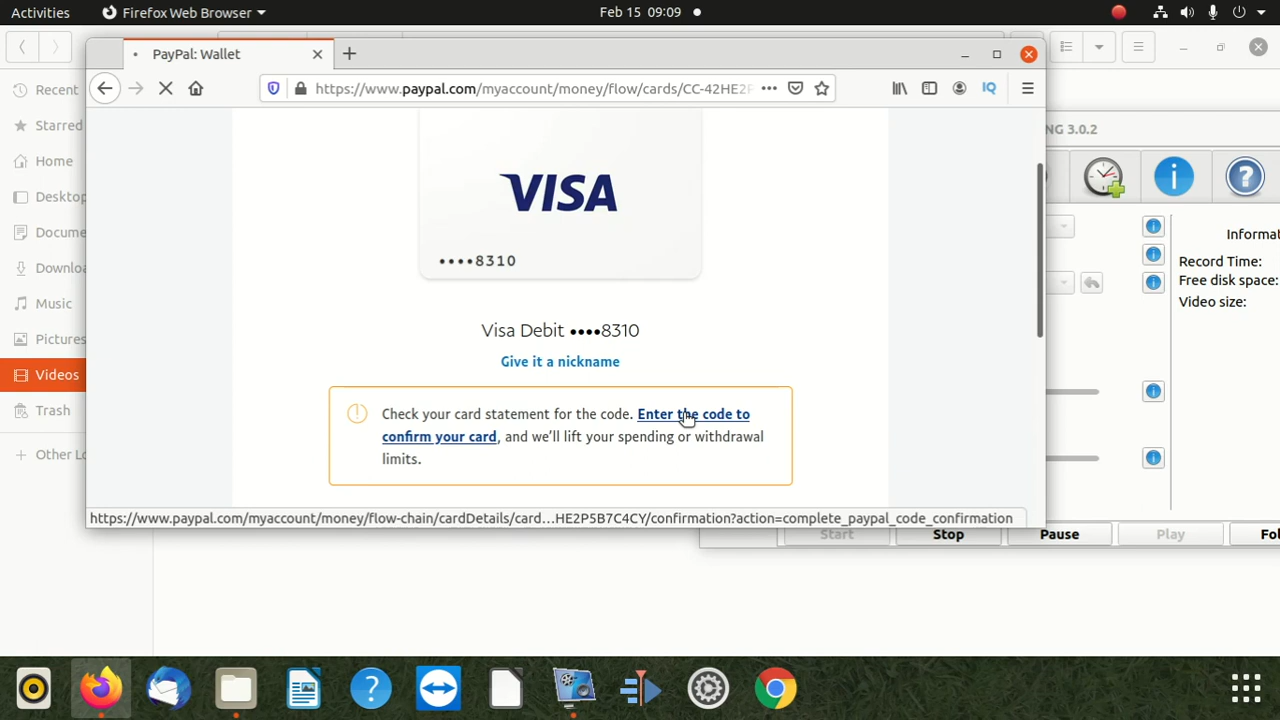 Activities
Firefox Web Browser
Feb 15 09:09
PayPal: Wallet
https://www.paypal.com/myaccount/money/flow/cards/CC-42HE2P
IQ
NG 3.0.2
Recent
Starred
Home
Desktop
Docume
Downloa
Music
Pictures
Videos
Trash
Other Lo
VISA
••••8310
Visa Debit ••••8310
Give it a nickname
Check your card statement for the code. Enter the code to
confirm your card, and we'll lift your spending or withdrawal
limits.
https://www.paypal.com/myaccount/money/flow-chain/cardDetails/card...HE2P5B7C4CY/confirmation?action=complete_paypal_code_confirmation
Informat
Record Time:
Free disk space:
Video size:
Start
Stop
Pause
Play
Fol